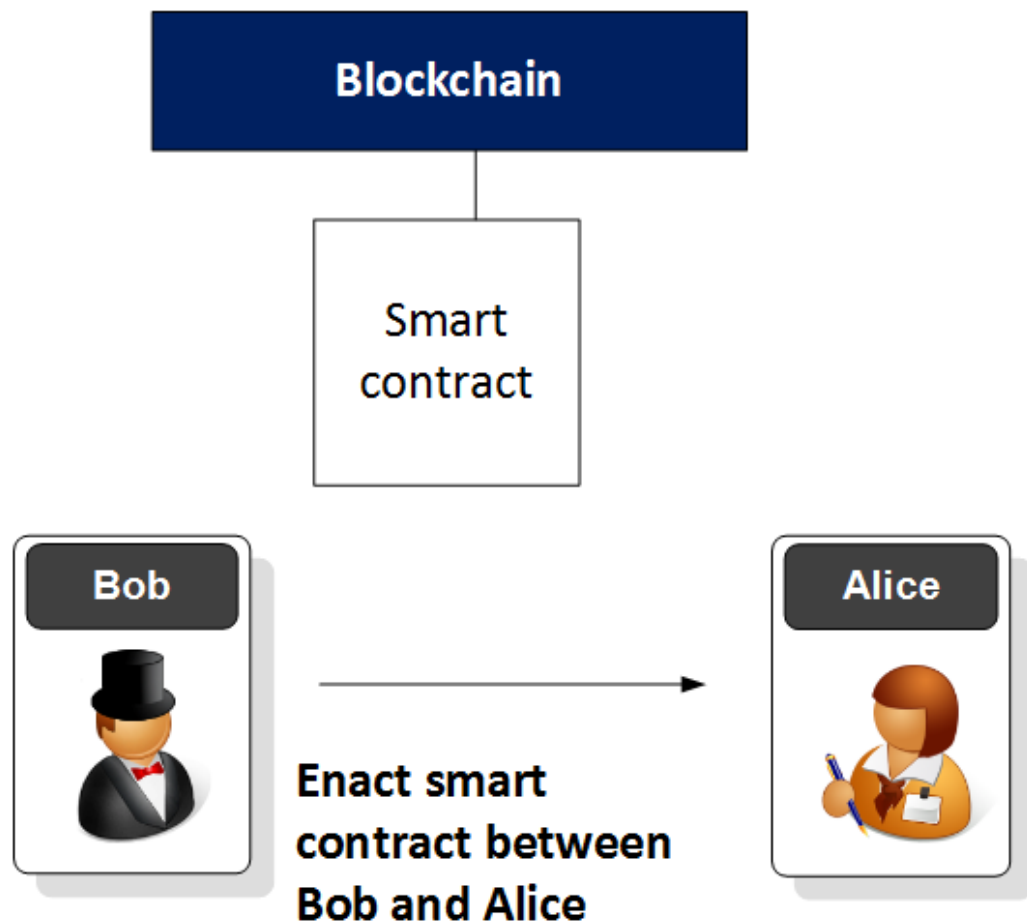 Blockchain
Smart
contract
Bob
Alice
Enact smart
contract between
Bob and Alice